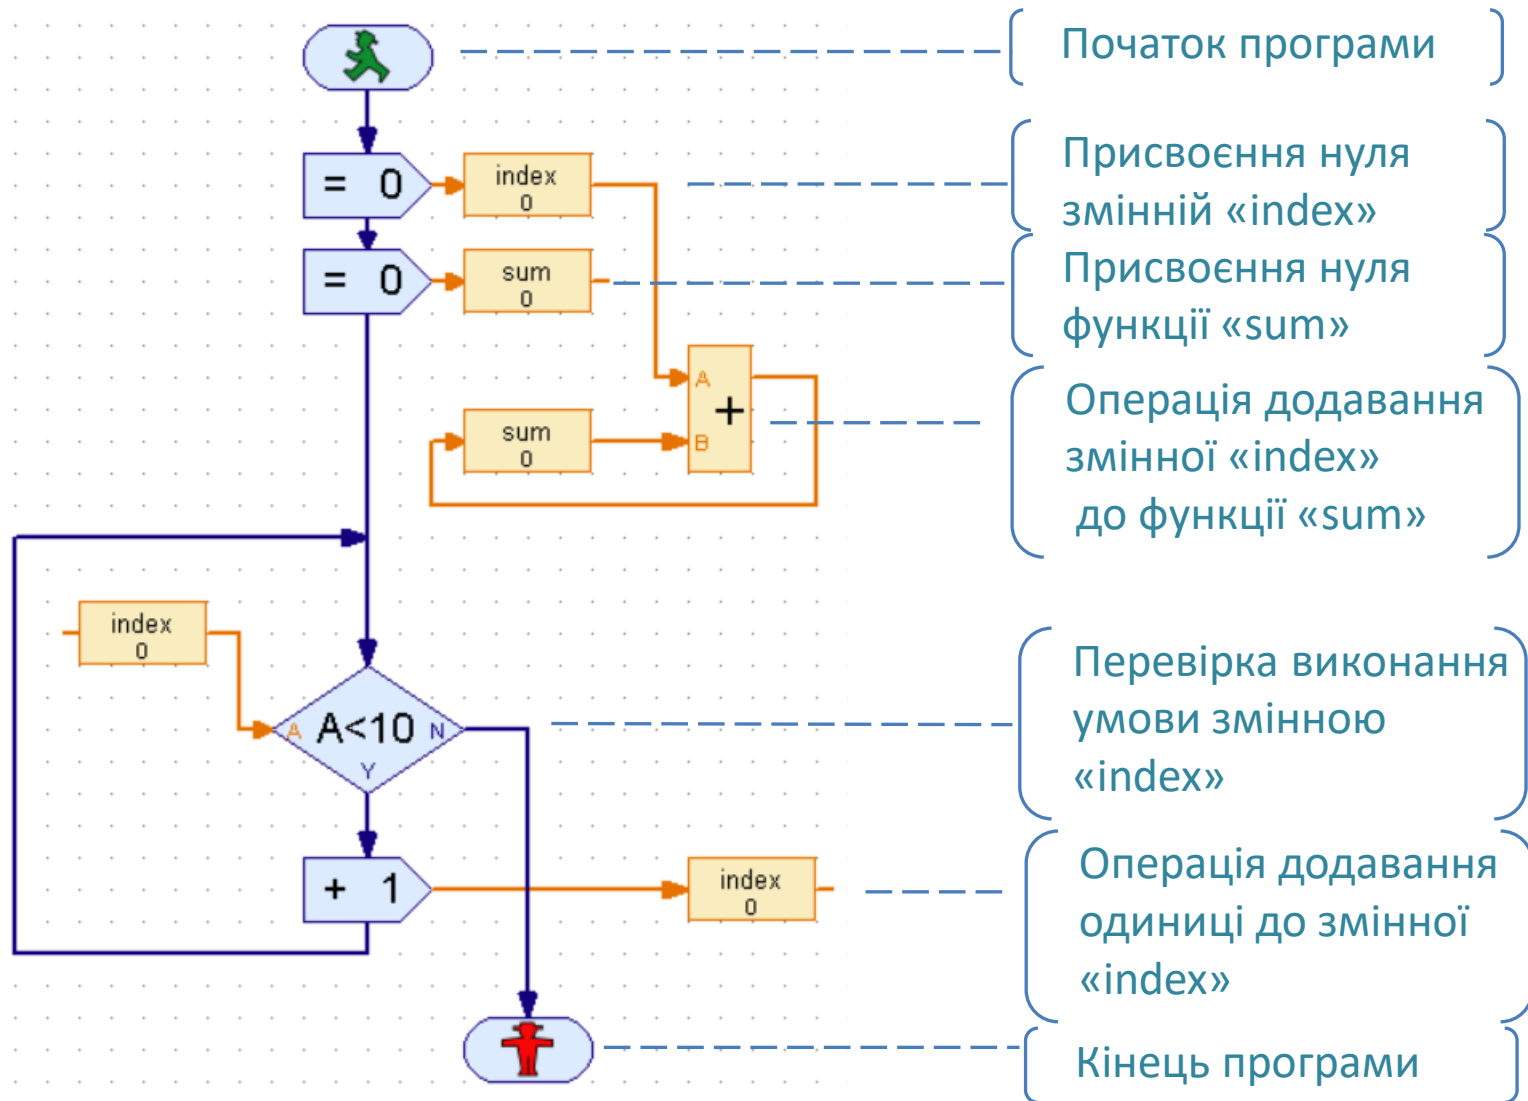 Початок програми
= 0
index
0
Присвоєння нуля
змінній «index»
= 0
sum
0
Присвоєння нуля
функції «sum»
A
+
B
sum
0
Операція додавання
змінної «index»
до функції «sum»
index
0
A
A<10
N
Y
Перевірка виконання
умови змінною
«index»
+ 1
index
0
Операція додавання
одиниці до змінної
«index»
Кінець програми